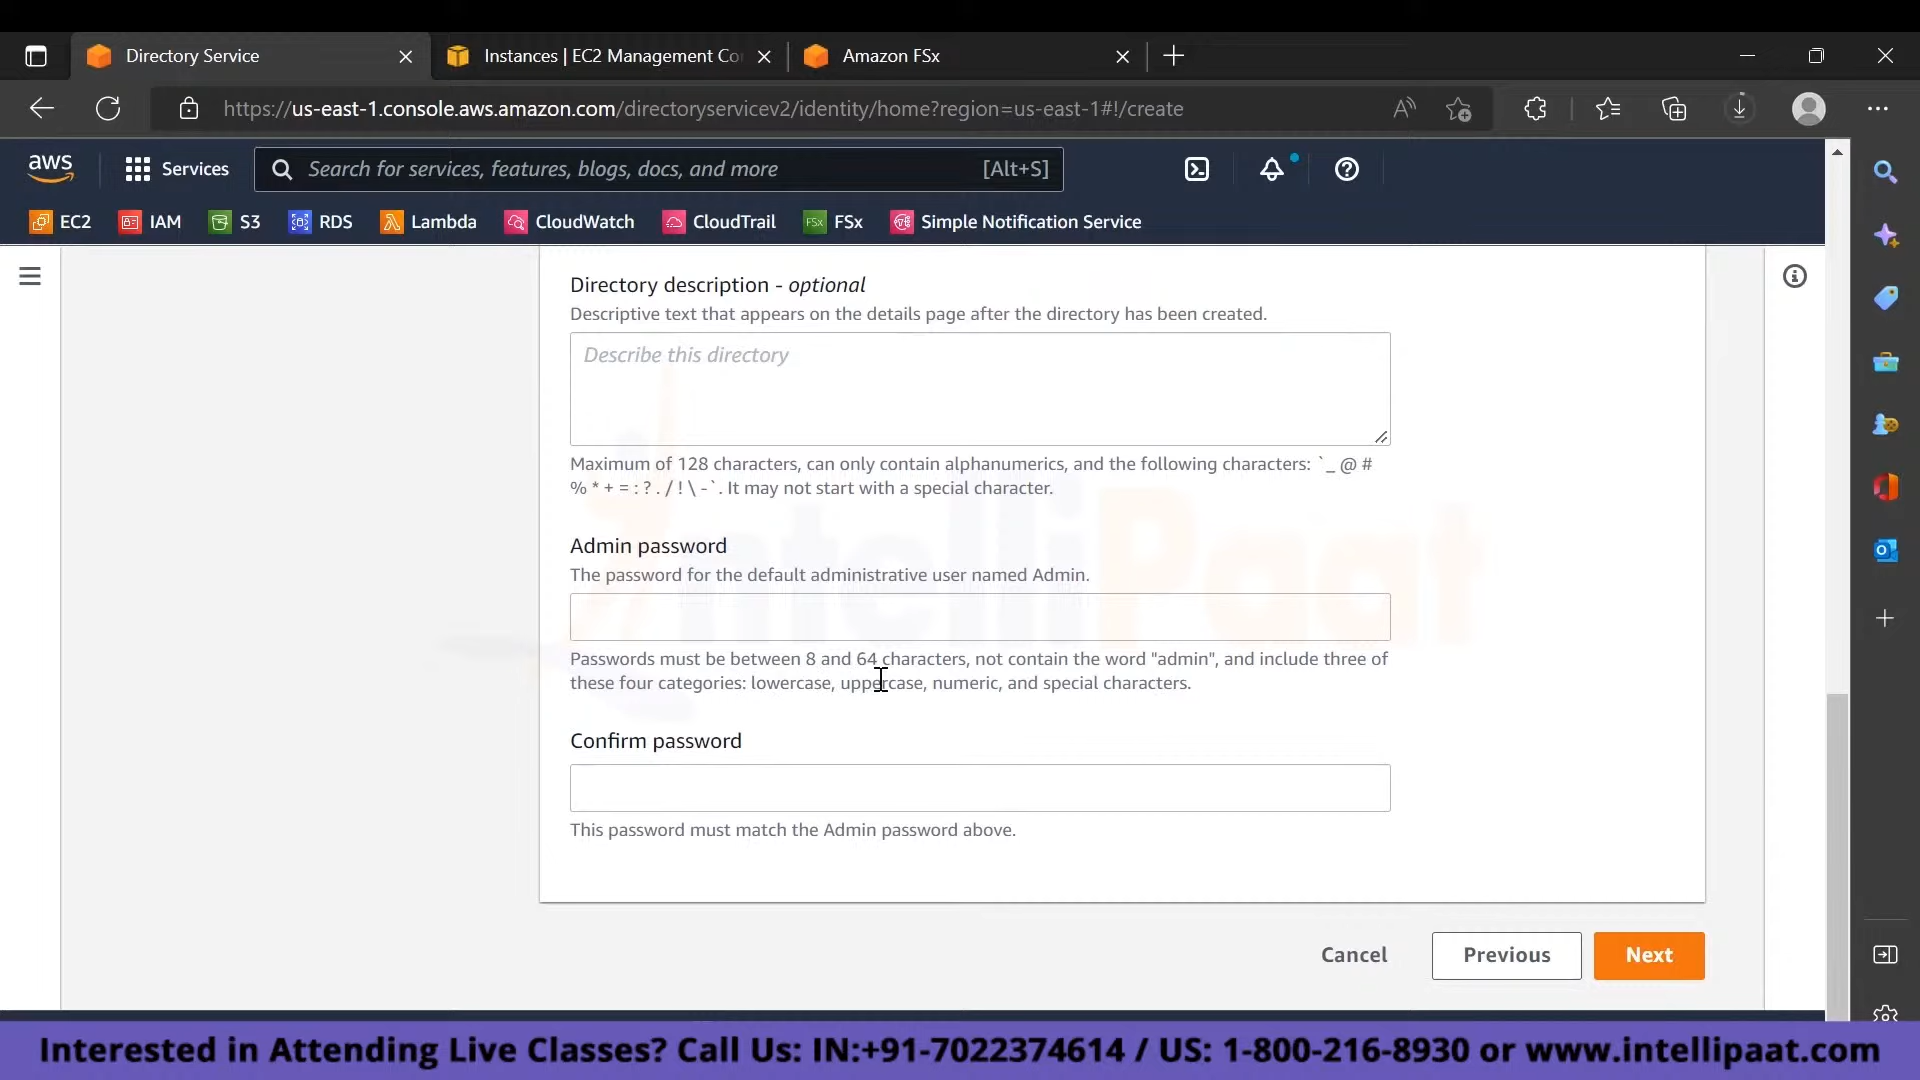 Directory Service
Instances | EC2 Management Co
Amazon FSx
https://us-east-1.console.aws.amazon.com/directoryservicev2/identity/home?region=us-east-1#!/create
aws
Services
Search for services, features, blogs, docs, and more
[Alt+S]
EC2
IAM
S3
RDS
Lambda
CloudWatch
CloudTrail
FSx
FSx
Simple Notification Service
Directory description - optional
Descriptive text that appears on the details page after the directory has been created.
Describe this directory
Maximum of 128 characters, can only contain alphanumerics, and the following characters: `_ @ #
% * + = : ? . / ! \ - `. It may not start with a special character.
IntelliPaat
Admin password
The password for the default administrative user named Admin.
Passwords must be between 8 and 64 characters, not contain the word "admin", and include three of
these four categories: lowercase, uppercase, numeric, and special characters.
Confirm password
This password must match the Admin password above.
Cancel
Previous
Next
Interested in Attending Live Classes? Call Us: IN:+91-7022374614 / US: 1-800-216-8930 or www.intellipaat.com